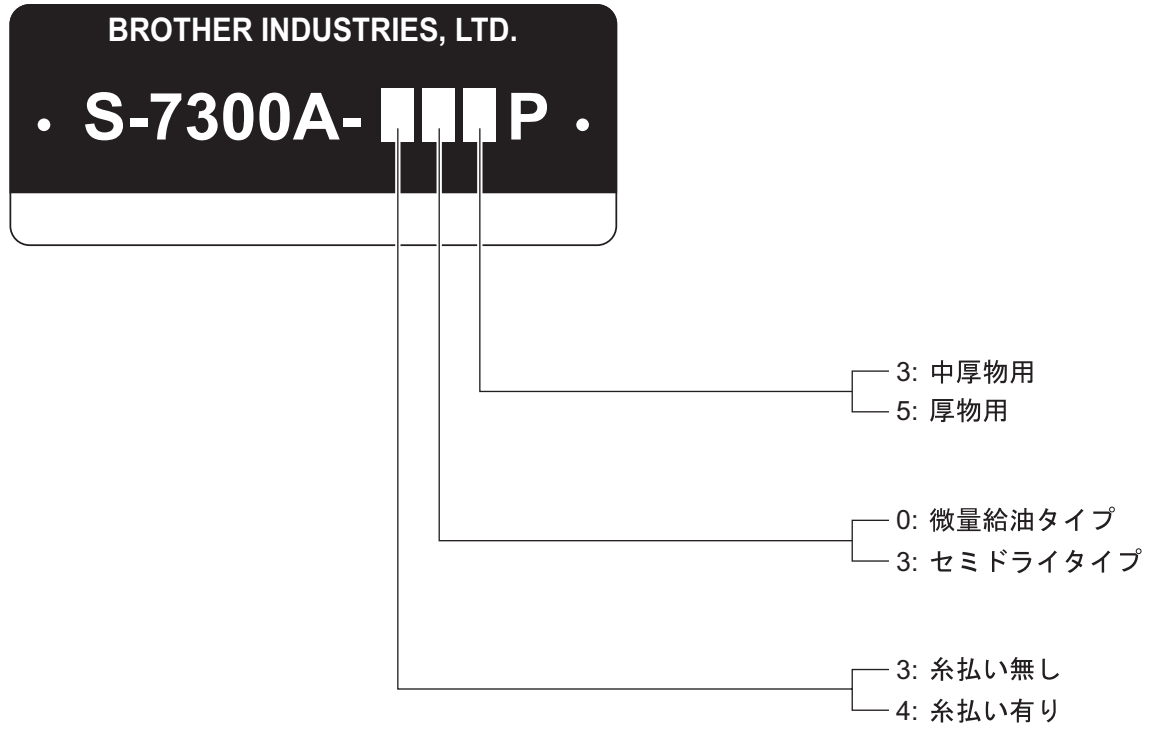 BROTHER INDUSTRIES, LTD.
· S-7300A- P ·
3: 中厚物用
5: 厚物用
0: 微量給油タイプ
3: セミドライタイプ
3: 糸払い無し
4: 糸払い有り